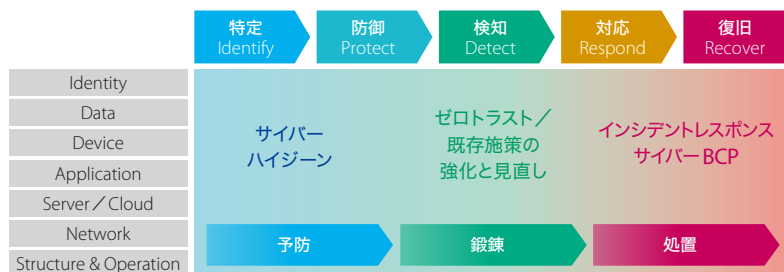 特定
Identify
防御
Protect
検知
Detect
対応
Respond
復旧
Recover
Identity
Data
Device
Application
Server／Cloud
Network
Structure & Operation
サイバー
ハイジーン
ゼロトラスト／
既存施策の
強化と見直し
インシデントレスポンス
サイバーBCP
予防
鍛錬
処置